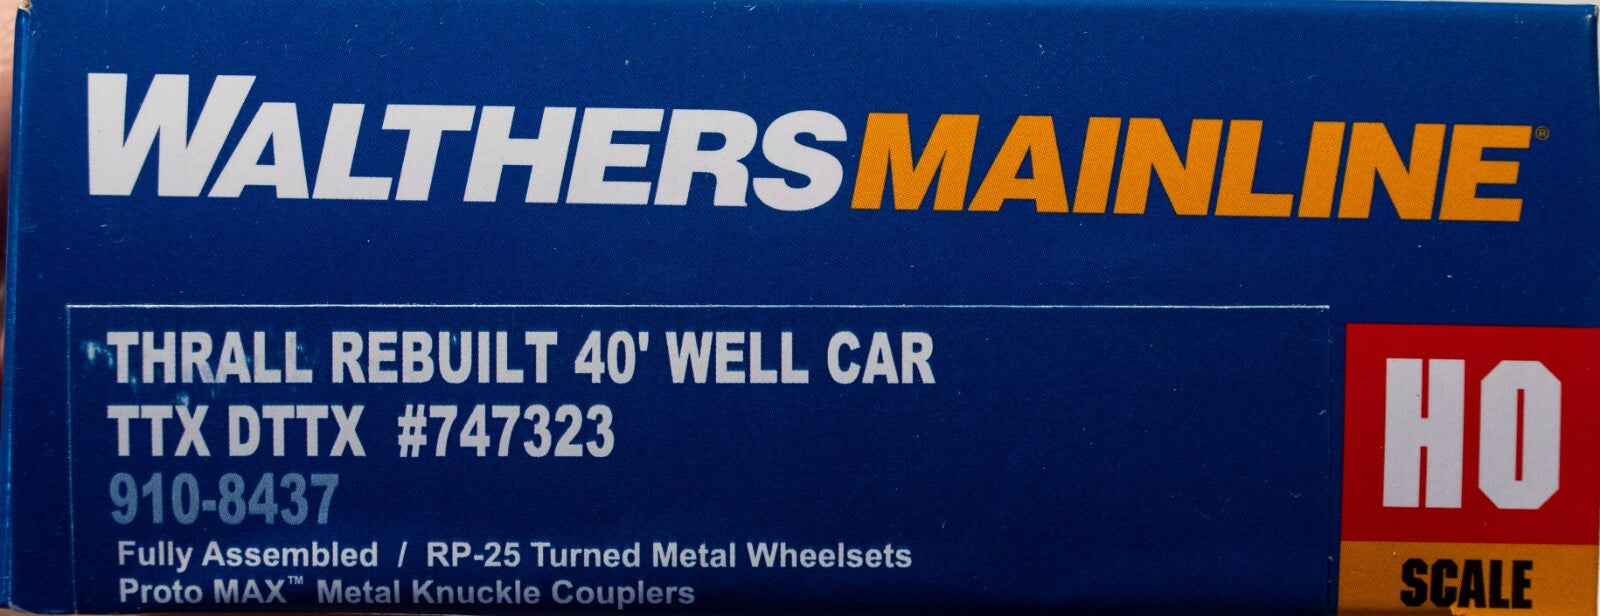 WALTHERSMAINLINE®
THRALL REBUILT 40' WELL CAR
TTX DTTX #747323
910-8437
Fully Assembled / RP-25 Turned Metal Wheelsets
Proto MAX™ Metal Knuckle Couplers
HO
SCALE